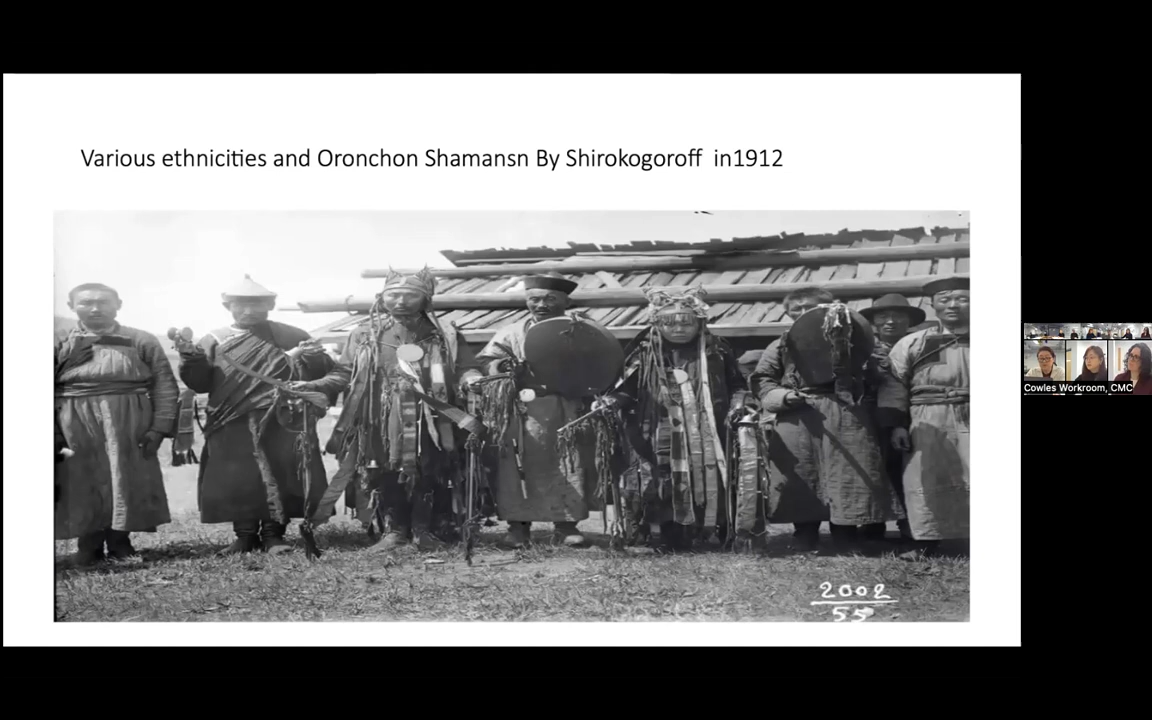 Various ethnicities and Oronchon Shamansn By Shirokogoroff in1912
2002
55
Cowles Workroom, CMC